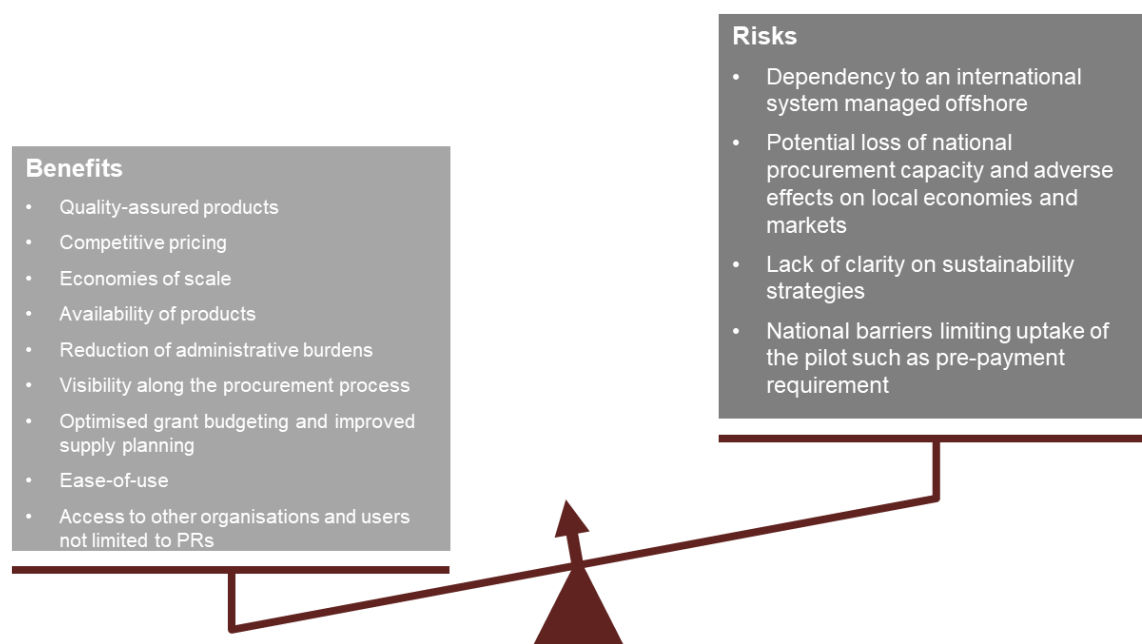 Benefits
• Quality-assured products
• Competitive pricing
• Economies of scale
• Availability of products
• Reduction of administrative burdens
• Visibility along the procurement process
• Optimised grant budgeting and improved
supply planning
• Ease-of-use
• Access to other organisations and users
not limited to PRs
Risks
• Dependency to an international
system managed offshore
• Potential loss of national
procurement capacity and adverse
effects on local economies and
markets
• Lack of clarity on sustainability
strategies
• National barriers limiting uptake of
the pilot such as pre-payment
requirement